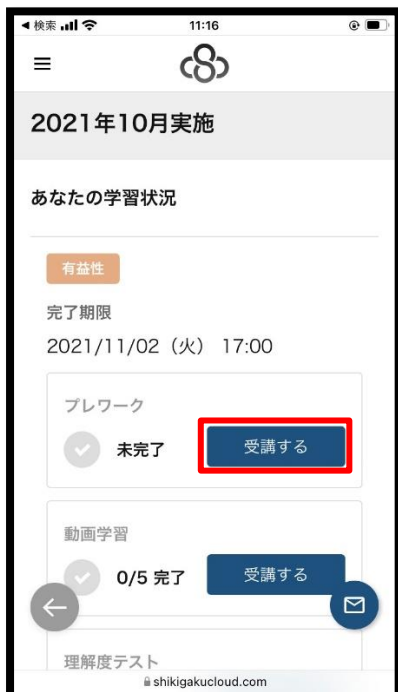 検索
11:16
2021年10月実施
あなたの学習状況
有益性
完了期限
2021/11/02（火） 17:00
プレワーク
未完了 受講する
動画学習
0/5 完了 受講する
理解度テスト
shikigakucloud.com